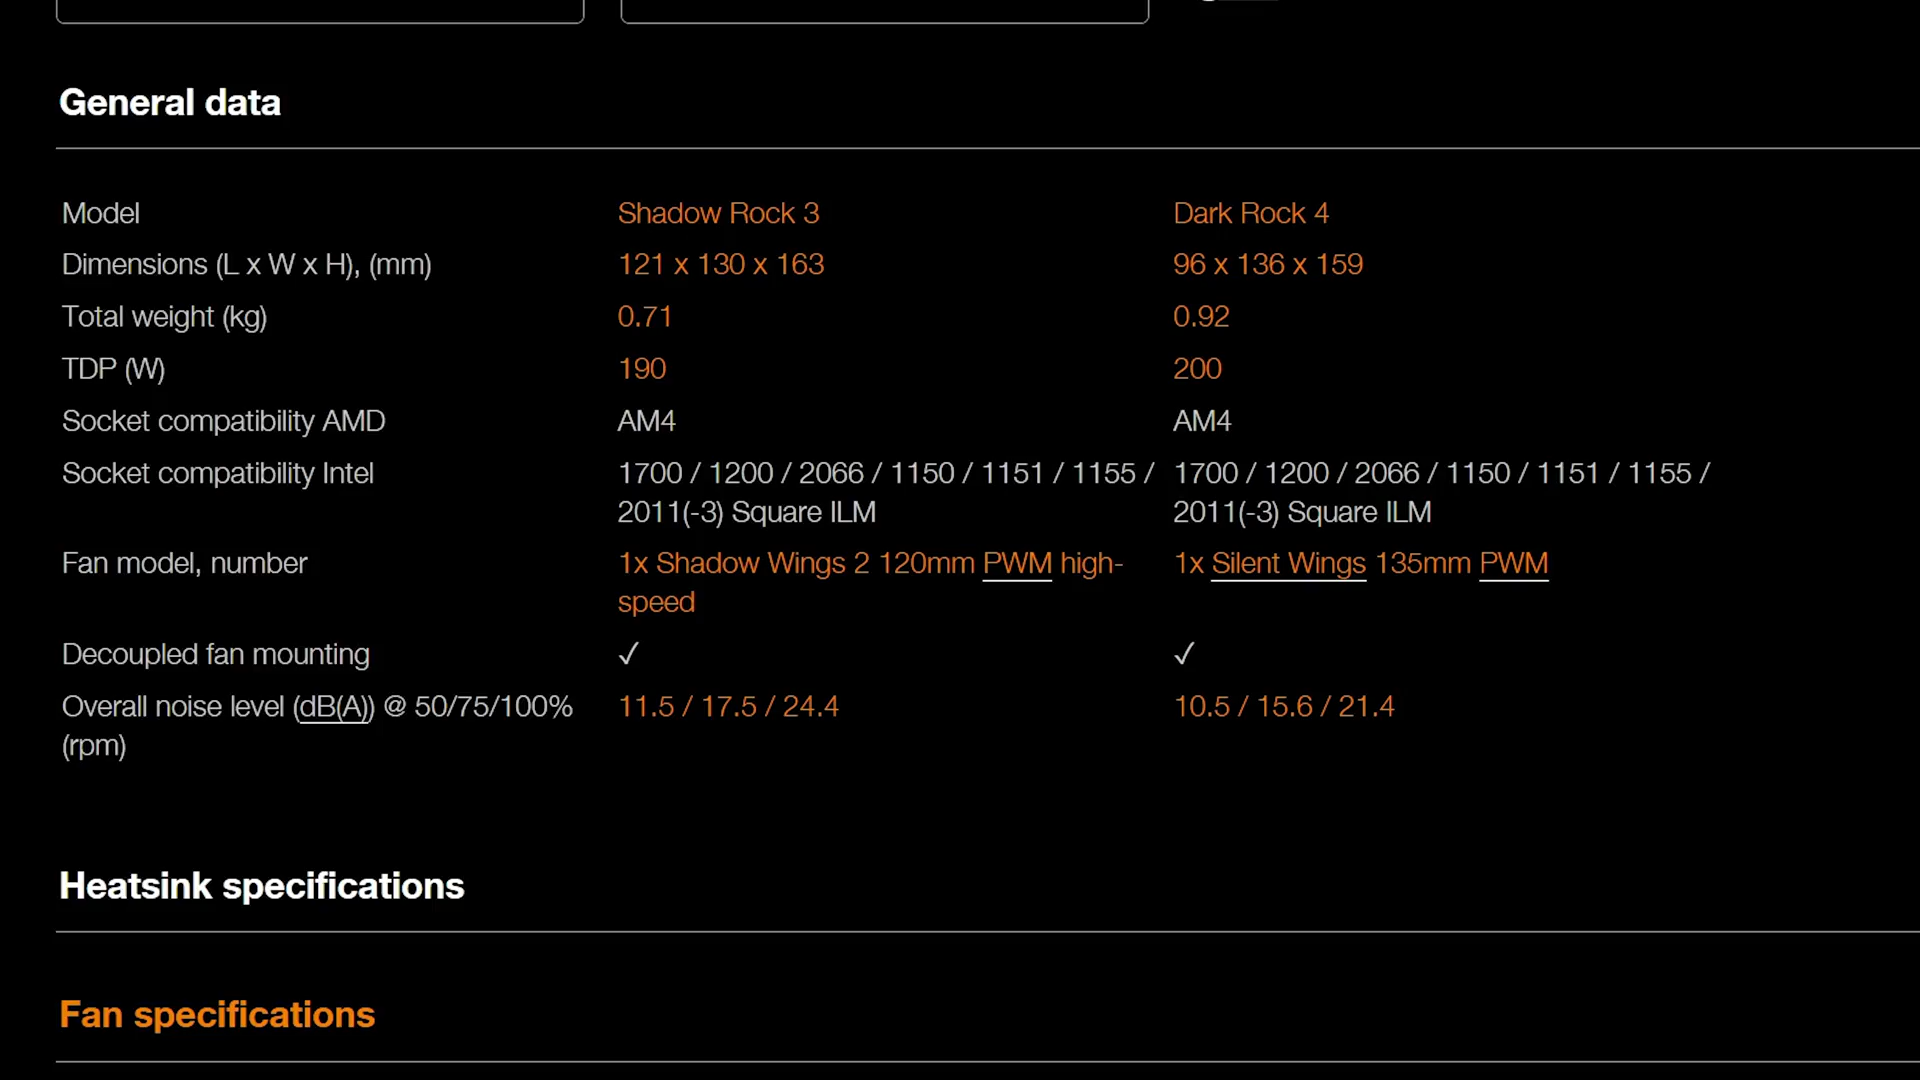 General data
Model Shadow Rock 3 Dark Rock 4
Dimensions (L x W x H), (mm) 121 x 130 x 163 96 x 136 x 159
Total weight (kg) 0.71 0.92
TDP (W) 190 200
Socket compatibility AMD AM4 AM4
Socket compatibility Intel 1700 / 1200 / 2066 / 1150 / 1151 / 1155 / 1700 / 1200 / 2066 / 1150 / 1151 / 1155 /
2011(-3) Square ILM 2011(-3) Square ILM
Fan model, number 1x Shadow Wings 2 120mm PWM high- 1x Silent Wings 135mm PWM
speed
Decoupled fan mounting ✓ ✓
Overall noise level (dB(A)) @ 50/75/100% 11.5 / 17.5 / 24.4 10.5 / 15.6 / 21.4
(rpm)
Heatsink specifications
Fan specifications